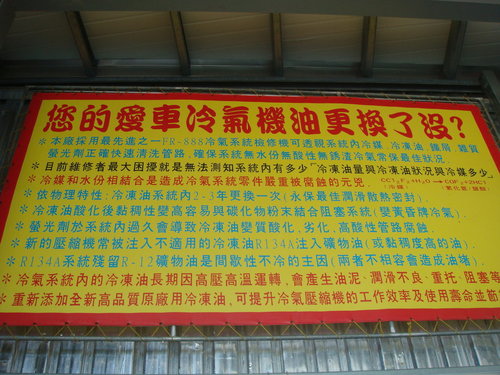 您的愛車冷氣機油更換了沒?
*本廠採用最先進之一FR-888冷氣系統檢修機可透視系統內冷媒、冷凍油、鐵屑、雜質
螢光劑正確快速清洗管路,確保系統無水份無酸性無銹渣冷氣常保最佳狀況
*目前維修者最大困擾就是無法測知系統內有多少"冷凍油量與冷凍油狀況與冷媒多少"
*冷媒和水份相結合是造成冷氣系統零件嚴重被腐蝕的元兇
*依物理特性:冷凍油系統內2-3年更換一次(永保最佳潤滑散熱密封)。
*冷凍油酸化後黏稠性變高容易與碳化物粉末結合阻塞系統(變黃昏牌冷氣)。
*螢光劑於系統內過久會導致冷凍油變質酸化、劣化、高酸性管路腐蝕。
*新的壓縮機常被注入不適用的冷凍油R134A注入礦物油(或黏稠度高的油)。
*R134A系統殘留R-12礦物油是間歇性不冷的主因(兩者不相容會造成油堵)。
*冷氣系統內的冷凍油長期因高壓高溫運轉,會產生油泥、潤滑不良、重托、阻塞等
*重新添加全新高品質原廠用冷凍油,可提升冷氣壓縮機的工作效率及使用壽命並節